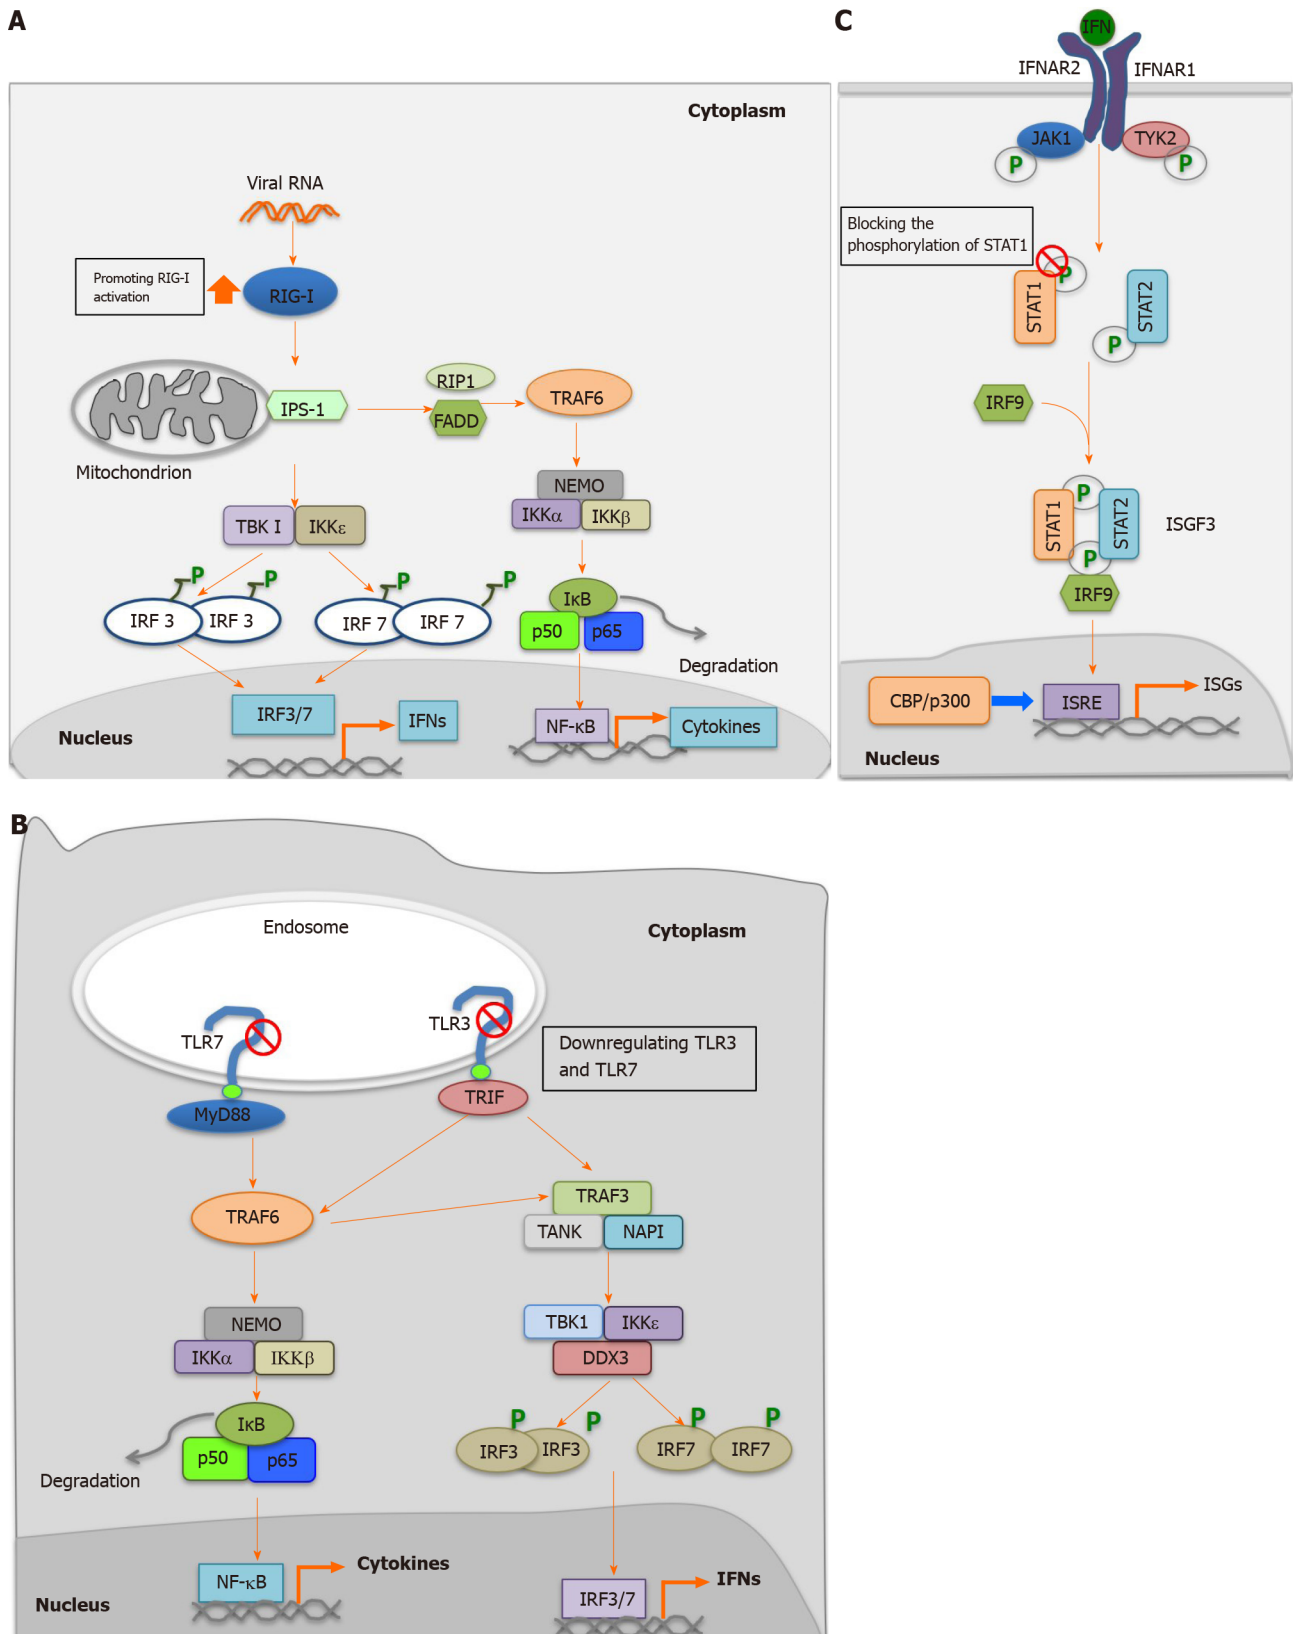 A
Cytoplasm
Viral RNA
Promoting RIG-I
activation
RIG-I
RIP1
IPS-1
FADD
TRAF6
Mitochondrion
NEMO
TBK I
IKKε
IKKα
IKKβ
P
P
P
P
IRF 3
IRF 3
IRF 7
IRF 7
IκB
p50
p65
Degradation
IRF3/7
IFNs
NF-κB
Cytokines
Nucleus
C
IFN
IFNAR2
IFNAR1
JAK1
TYK2
P
P
Blocking the
phosphorylation of STAT1
P
STAT1
STAT2
P
IRF9
P
STAT1
STAT2
ISGF3
P
IRF9
CBP/p300
ISRE
ISGs
Nucleus
B
Endosome
Cytoplasm
TLR7
TLR3
Downregulating TLR3
and TLR7
MyD88
TRIF
TRAF6
TRAF3
TANK
NAPI
NEMO
IKKα
IKKβ
TBK1
IKKε
DDX3
IκB
p50
p65
Degradation
P
P
P
P
IRF3
IRF3
IRF7
IRF7
NF-κB
Cytokines
IRF3/7
IFNs
Nucleus